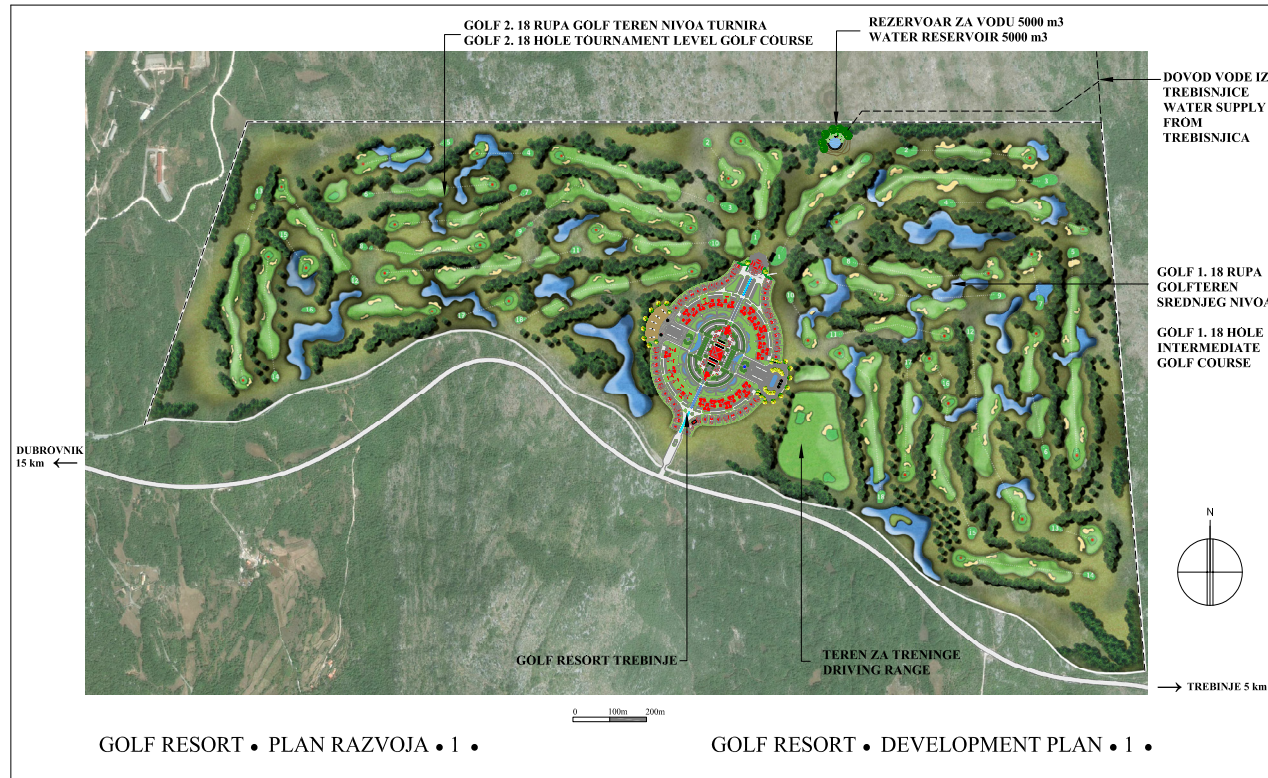 GOLF 2. 18 RUPA GOLF TEREN NIVOA TURNIRA
GOLF 2. 18 HOLE TOURNAMENT LEVEL GOLF COURSE
REZERVOAR ZA VODU 5000 m3
WATER RESERVOIR 5000 m3
DOVOD VODE IZ
TREBISNJICE
WATER SUPPLY
FROM
TREBISNJICA
GOLF 1. 18 RUPA
GOLFTEREN
SREDNJEG NIVOA
GOLF 1. 18 HOLE
INTERMEDIATE
GOLF COURSE
DUBROVNIK
15 km
N
GOLF RESORT TREBINJE
TEREN ZA TRENINGE
DRIVING RANGE
TREBINJE 5 km
0 100m 200m
GOLF RESORT • PLAN RAZVOJA • 1 •
GOLF RESORT • DEVELOPMENT PLAN • 1 •